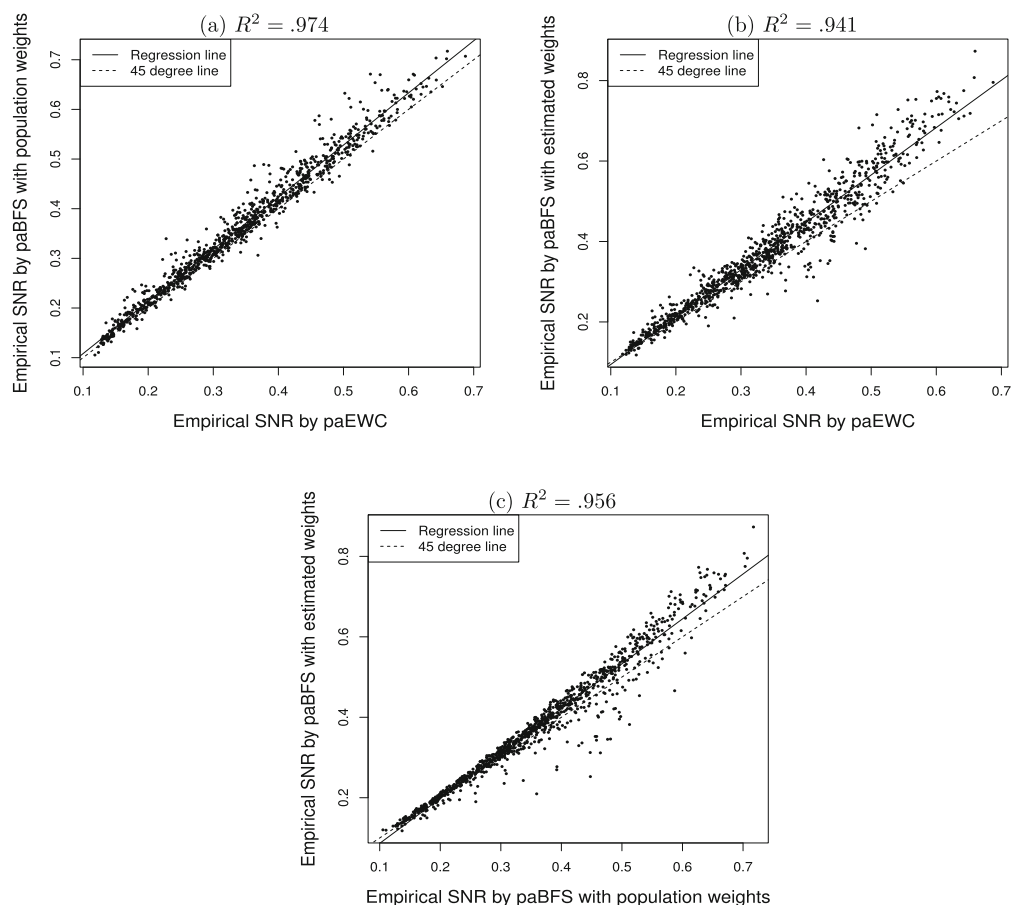 (a) R² = .974
Regression line
45 degree line
Empirical SNR by paBFS with population weights
0.1 0.2 0.3 0.4 0.5 0.6 0.7
0.1 0.2 0.3 0.4 0.5 0.6 0.7
Empirical SNR by paEWC
(b) R² = .941
Regression line
45 degree line
Empirical SNR by paBFS with estimated weights
0.2 0.4 0.6 0.8
0.1 0.2 0.3 0.4 0.5 0.6 0.7
Empirical SNR by paEWC
(c) R² = .956
Regression line
45 degree line
Empirical SNR by paBFS with estimated weights
0.2 0.4 0.6 0.8
0.1 0.2 0.3 0.4 0.5 0.6 0.7
Empirical SNR by paBFS with population weights